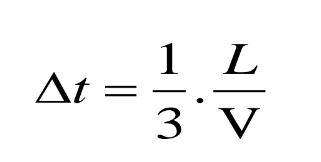 Δt = 1/3 . L/V